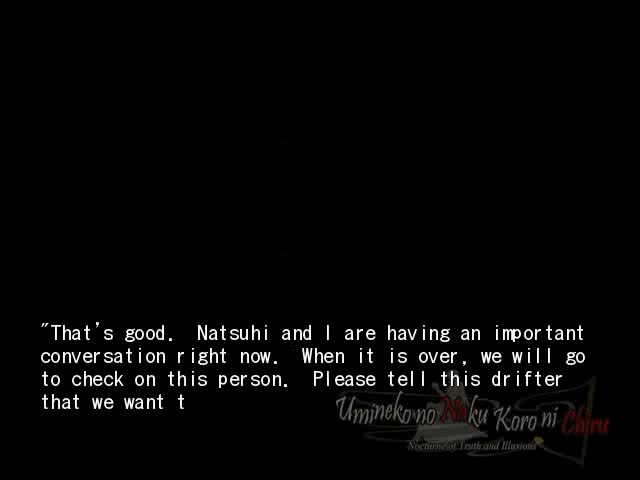 "That's good.  Natsuhi and I are having an important
conversation right now.  When it is over, we will go
to check on this person.  Please tell this drifter
that we want t
Umineko no Naku Koro ni Chiru
Nocturne of Truth and Illusions